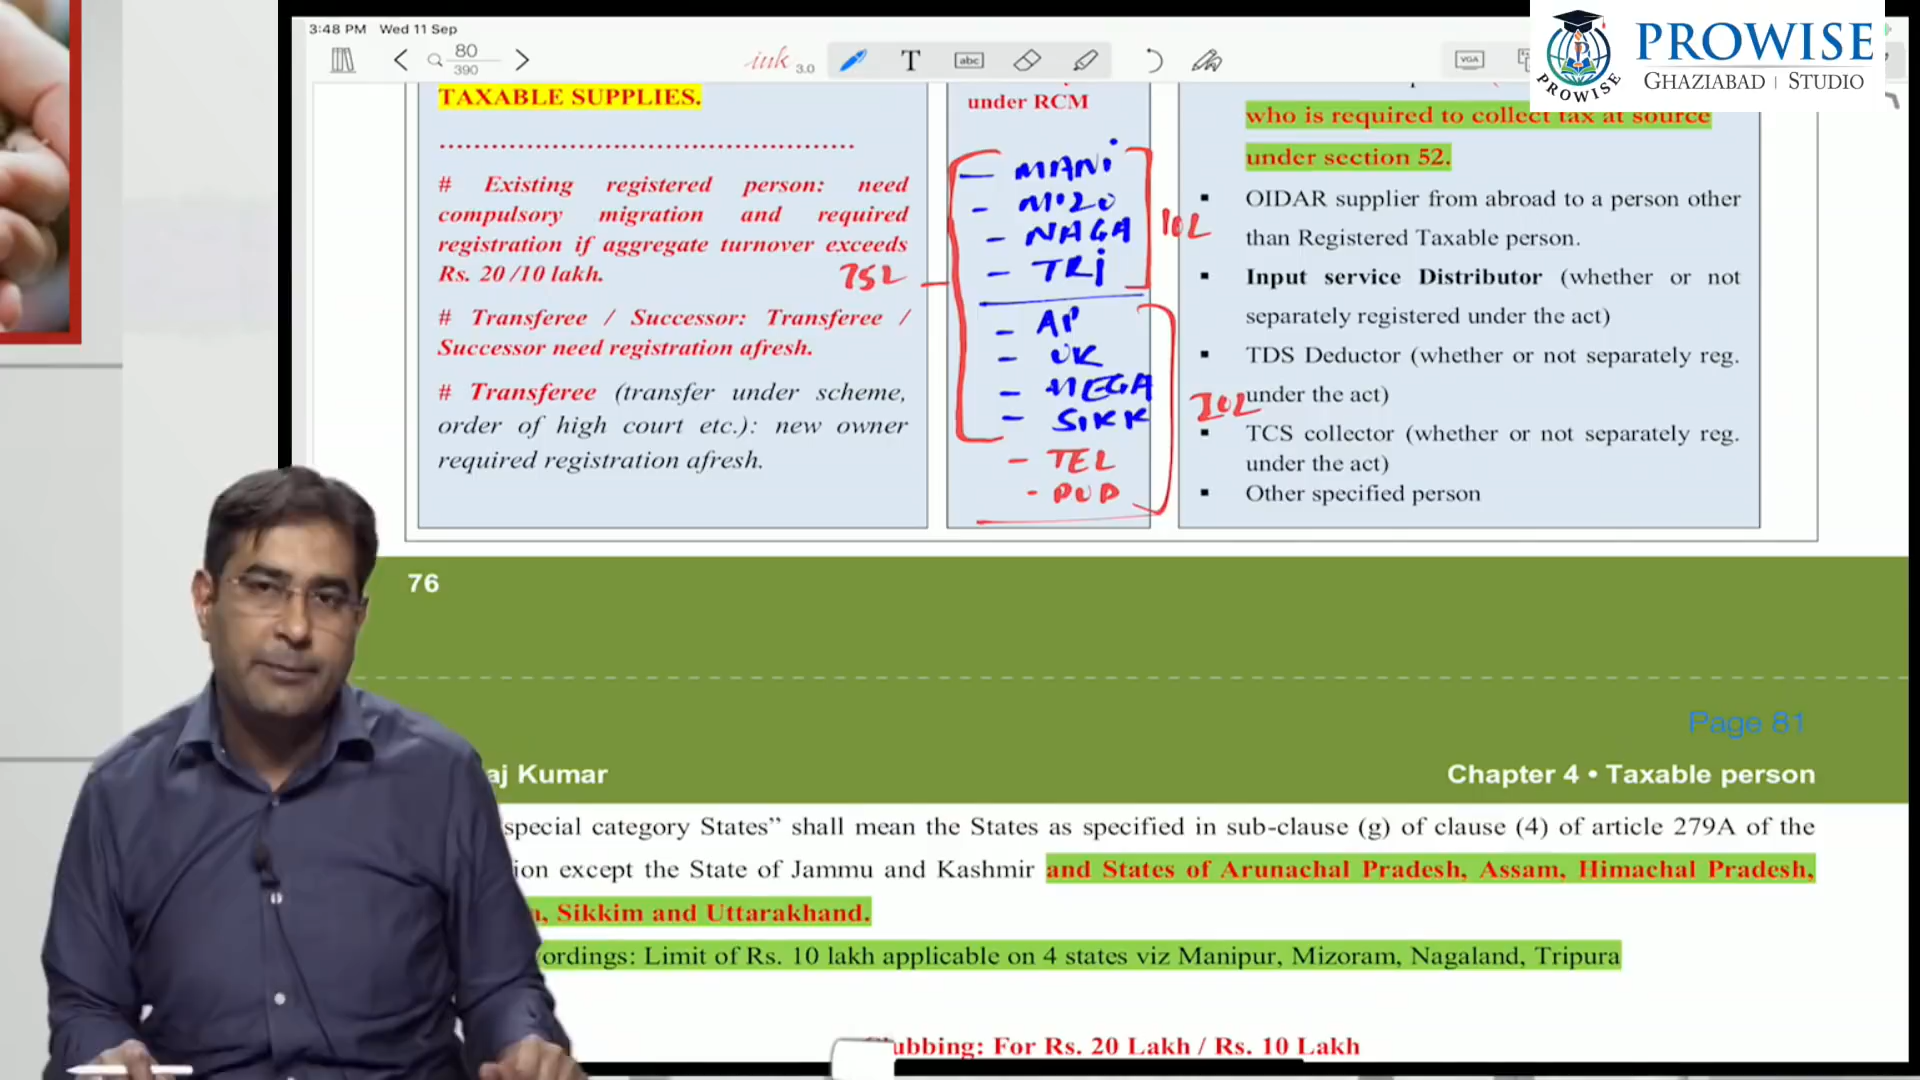 3:48 PM Wed 11 Sep
80
390
ink 3.0
T
abc
VGA
PROWISE
PROWISE
GHAZIABAD | STUDIO
TAXABLE SUPPLIES.
# Existing registered person: need
compulsory migration and required
registration if aggregate turnover exceeds
Rs. 20 /10 lakh.
# Transferee / Successor: Transferee /
Successor need registration afresh.
# Transferee (transfer under scheme,
order of high court etc.): new owner
required registration afresh.
under RCM
- MANI
- MIZO
- NAGA
- TRI
10L
75L
- AP
- UK
- MEGA
- SIKK
- TEL
- PUD
20L
who is required to collect tax at source
under section 52.
▪ OIDAR supplier from abroad to a person other
than Registered Taxable person.
▪ Input service Distributor (whether or not
separately registered under the act)
▪ TDS Deductor (whether or not separately reg.
under the act)
▪ TCS collector (whether or not separately reg.
under the act)
▪ Other specified person
76
Page 81
aj Kumar
Chapter 4 • Taxable person
special category States” shall mean the States as specified in sub-clause (g) of clause (4) of article 279A of the
ion except the State of Jammu and Kashmir and States of Arunachal Pradesh, Assam, Himachal Pradesh,
, Sikkim and Uttarakhand.
ordings: Limit of Rs. 10 lakh applicable on 4 states viz Manipur, Mizoram, Nagaland, Tripura
lubbing: For Rs. 20 Lakh / Rs. 10 Lakh